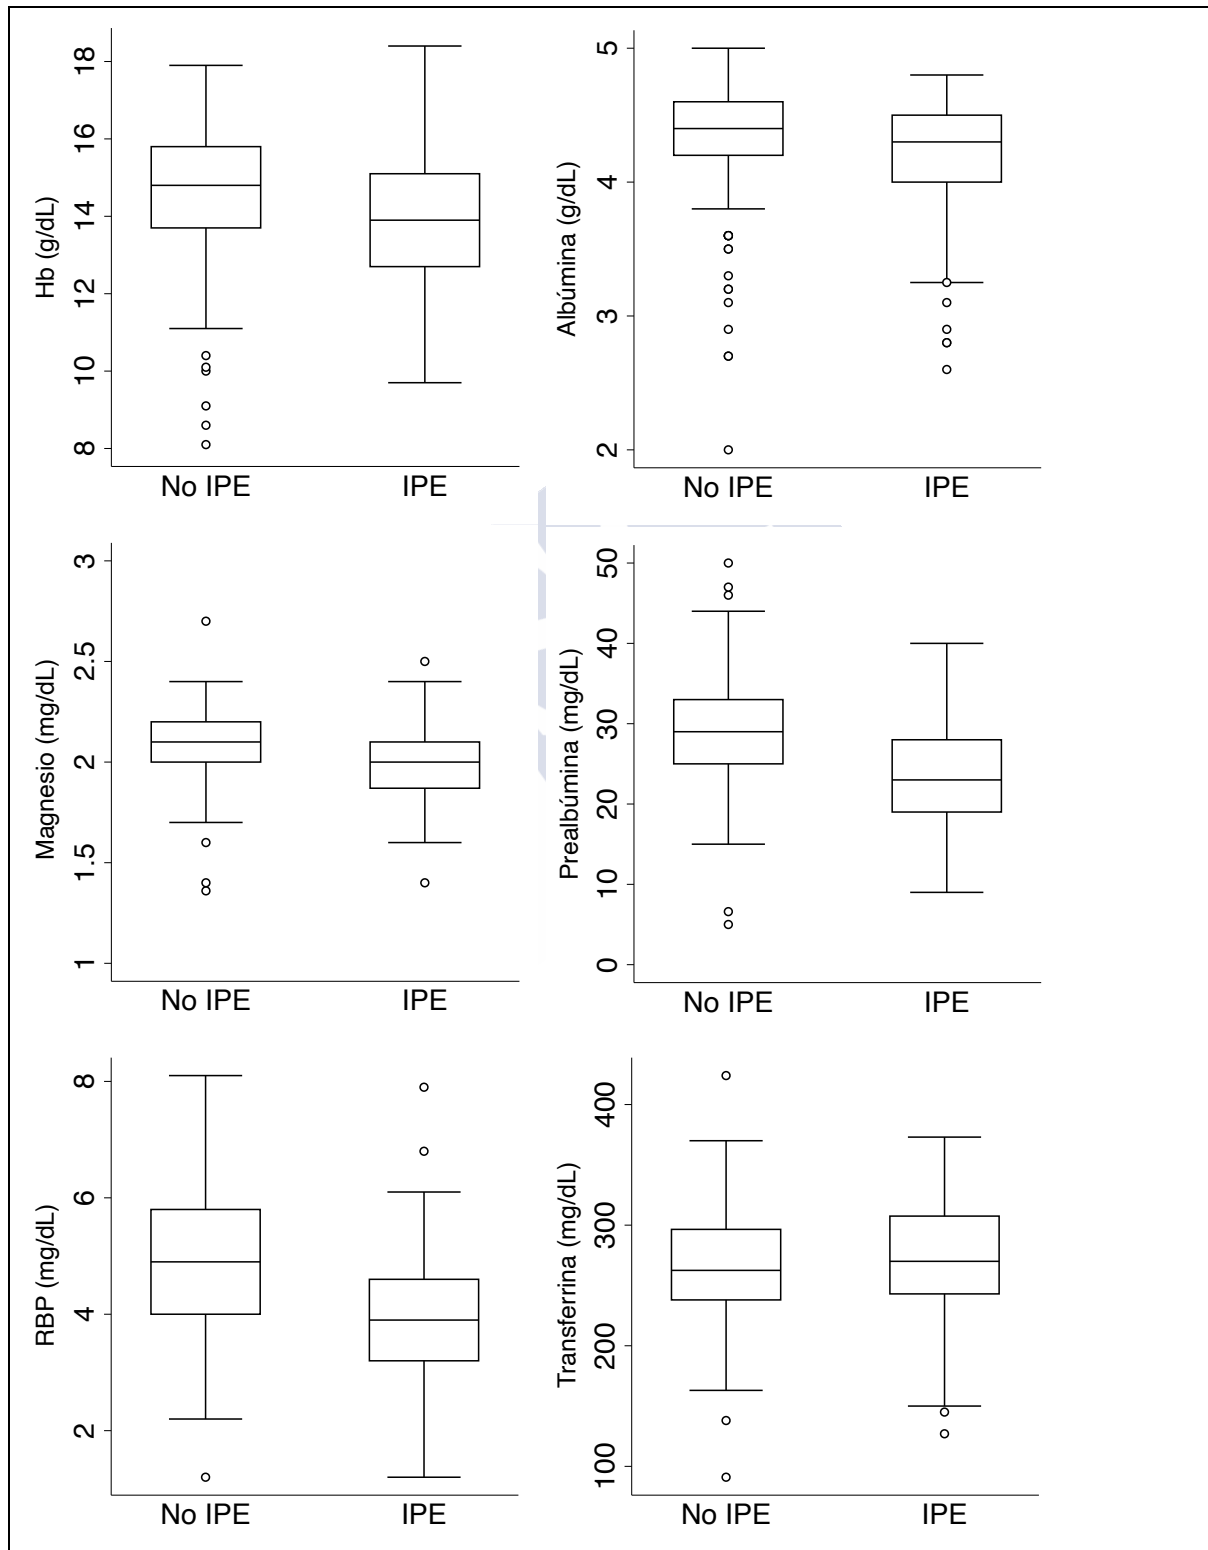 Hb (g/dL)
18
16
14
12
10
8
No IPE IPE
Albúmina (g/dL)
5
4
3
2
No IPE IPE
Magnesio (mg/dL)
3
2.5
2
1.5
1
No IPE IPE
Prealbúmina (mg/dL)
50
40
30
20
10
0
No IPE IPE
RBP (mg/dL)
8
6
4
2
No IPE IPE
Transferrina (mg/dL)
400
300
200
100
No IPE IPE